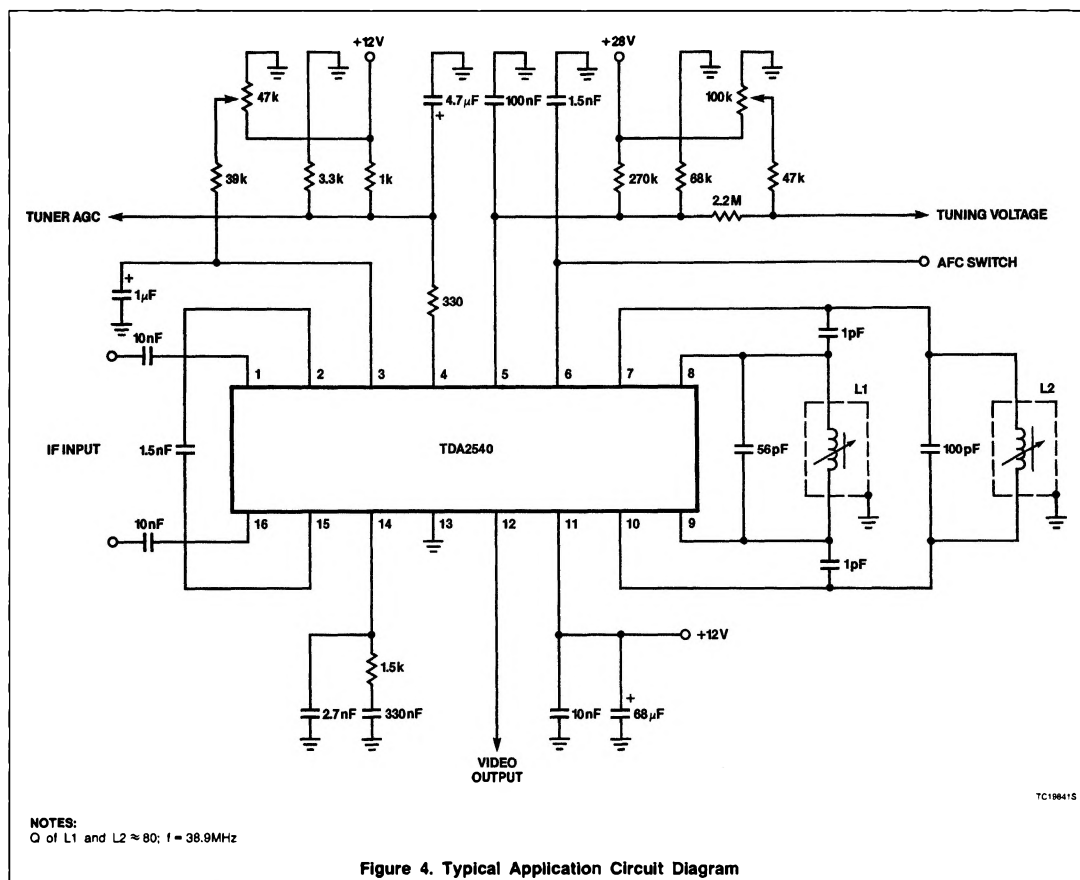 +12V
+28V
47k
4.7µF
+
100nF
1.5nF
100k
39k
3.3k
1k
270k
68k
47k
2.2M
TUNER AGC
TUNING VOLTAGE
AFC SWITCH
+
1µF
330
10nF
1pF
1 2 3 4 5 6 7 8
L1
L2
IF INPUT
1.5nF
TDA2540
56pF
100pF
10nF
16 15 14 13 12 11 10 9
1pF
+12V
1.5k
2.7nF
330nF
10nF
+
68µF
VIDEO
OUTPUT
TC19841S
NOTES:
Q of L1 and L2 ≈ 80; f = 38.9MHz
Figure 4. Typical Application Circuit Diagram